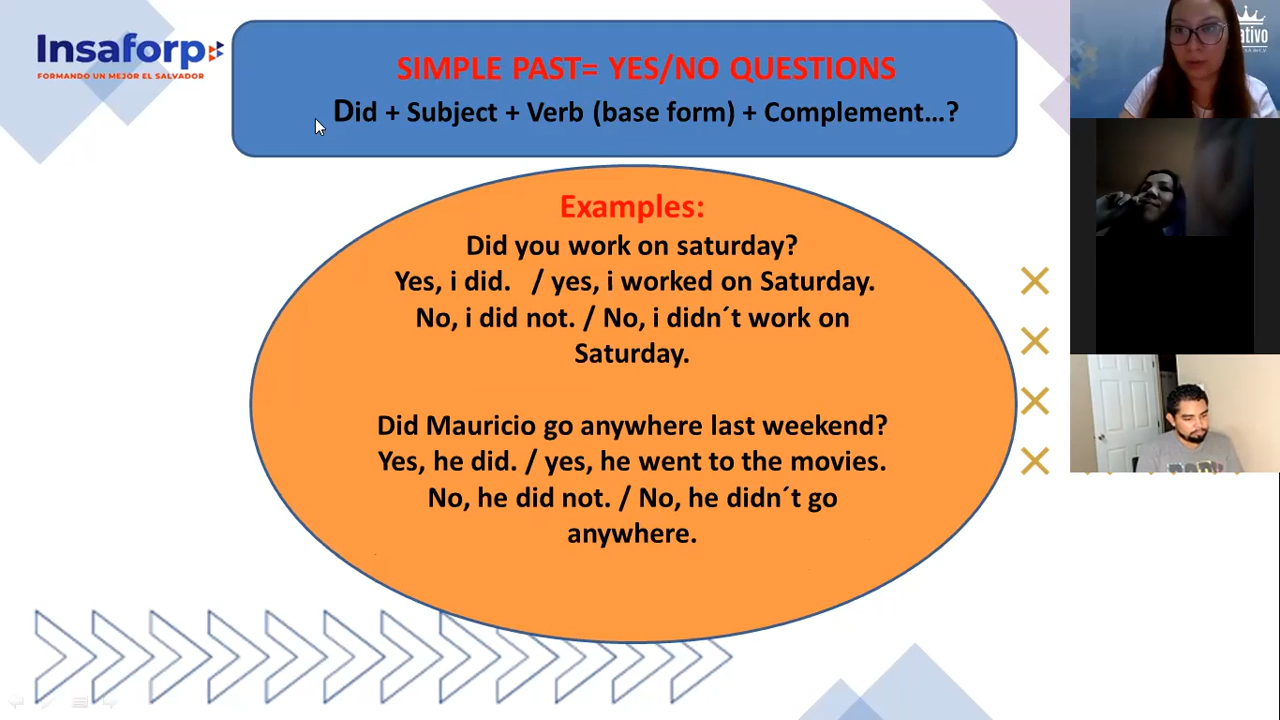 Insaforp
FORMANDO UN MEJOR EL SALVADOR
SIMPLE PAST= YES/NO QUESTIONS
Did + Subject + Verb (base form) + Complement...?
Examples:
Did you work on saturday?
Yes, i did.   / yes, i worked on Saturday.
No, i did not. / No, i didn´t work on
Saturday.
Did Mauricio go anywhere last weekend?
Yes, he did. / yes, he went to the movies.
No, he did not. / No, he didn´t go
anywhere.